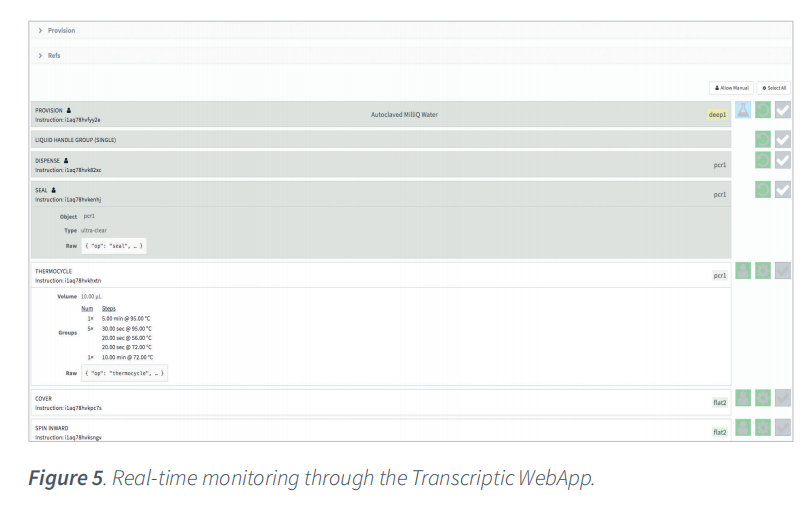 Provision
Refs
Allow Manual Select All
PROVISION Autoclaved MilliQ Water deep1
Instruction: i1aq78hvfyy2e
LIQUID HANDLE GROUP (SINGLE)
DISPENSE pcr1
Instruction: i1aq78hvk82xc
SEAL pcr1
Instruction: i1aq78hvkenhj
Object pcr1
Type ultra-clear
Raw { "op": "seal", … }
THERMOCYCLE pcr1
Instruction: i1aq78hvkhxtn
Volume 10.00 µL
Num Steps
1× 5.00 min @ 95.00 °C
5× 30.00 sec @ 95.00 °C
Groups 20.00 sec @ 56.00 °C
20.00 sec @ 72.00 °C
1× 10.00 min @ 72.00 °C
Raw { "op": "thermocycle", … }
COVER flat2
Instruction: i1aq78hvkpc7s
SPIN INWARD flat2
Instruction: i1aq78hvksngv
Figure 5. Real-time monitoring through the Transcriptic WebApp.